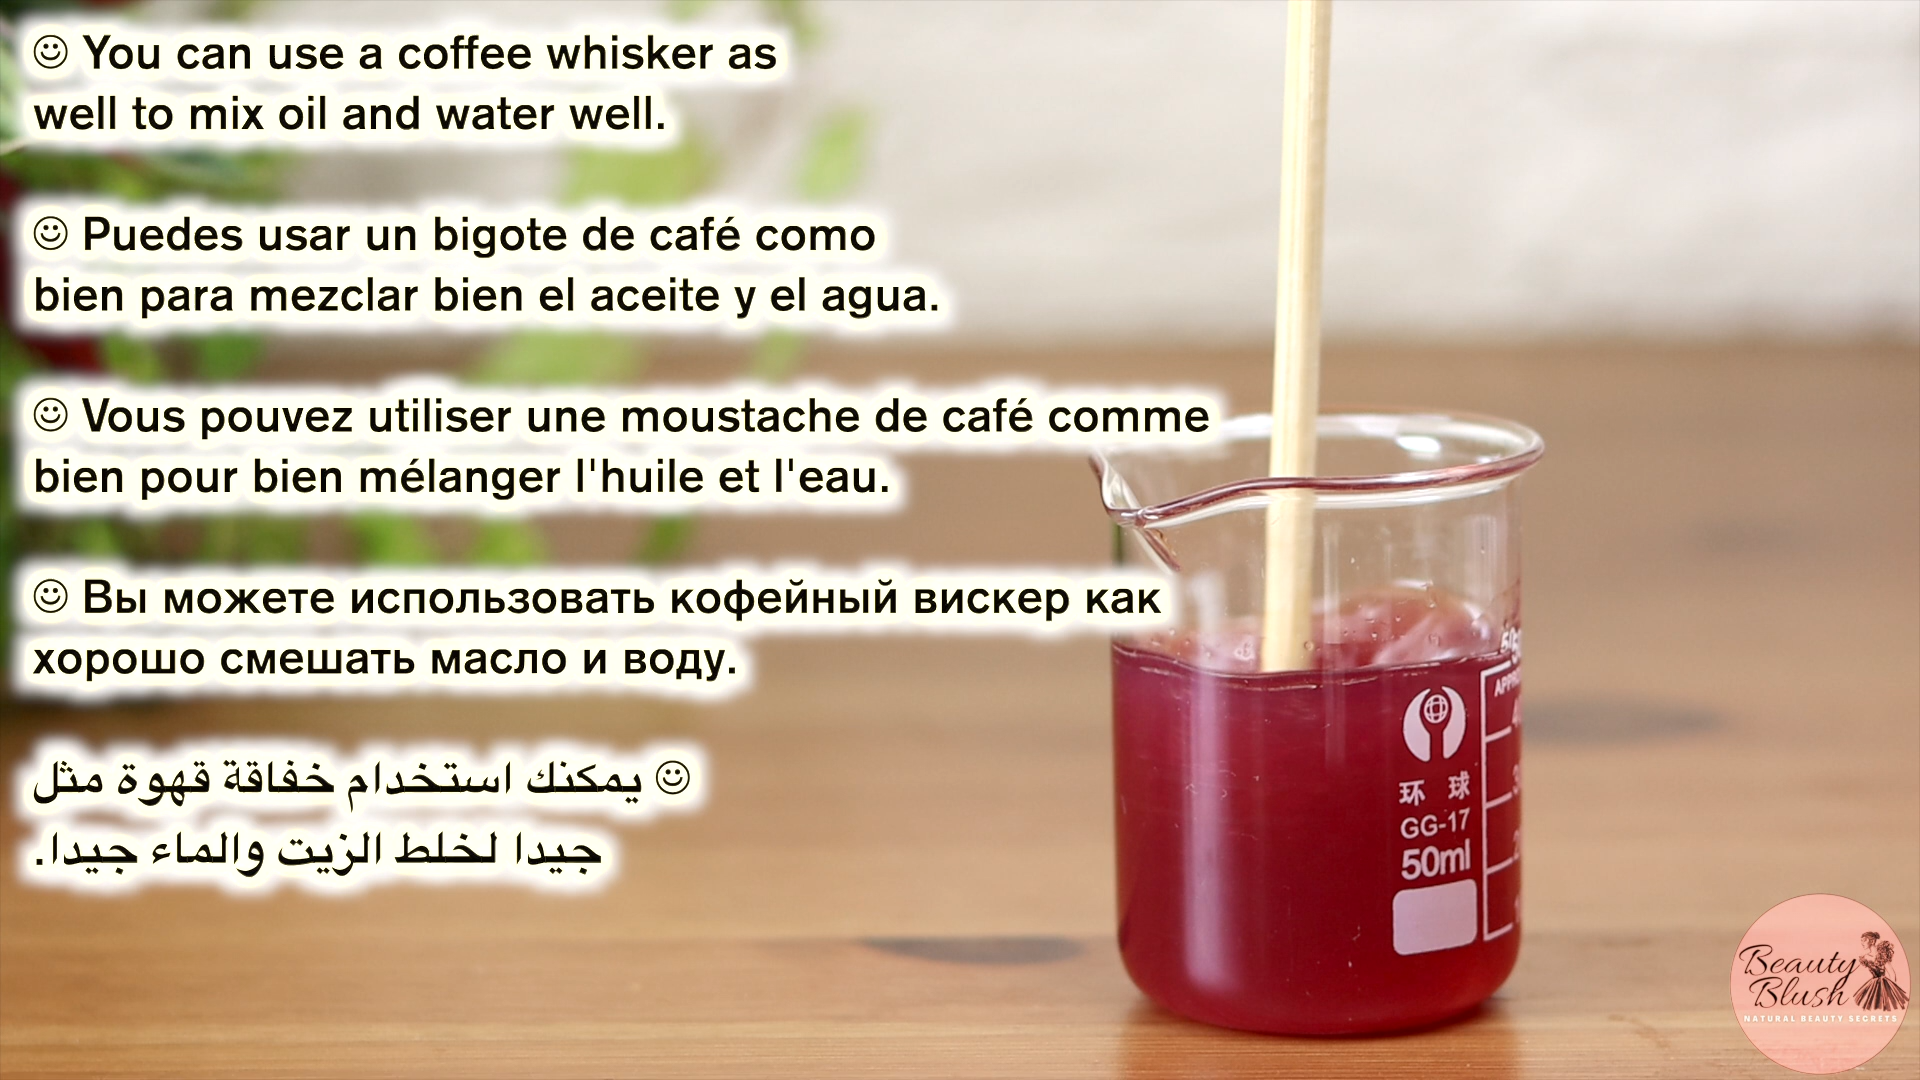 ☺ You can use a coffee whisker as
well to mix oil and water well.
☺ Puedes usar un bigote de café como
bien para mezclar bien el aceite y el agua.
☺ Vous pouvez utiliser une moustache de café comme
bien pour bien mélanger l'huile et l'eau.
☺ Вы можете использовать кофейный вискер как
хорошо смешать масло и воду.
☺ يمكنك استخدام خفاقة قهوة مثل
جيدا لخلط الزيت والماء جيدا.
环 球
GG-17
50ml
Beauty
Blush
NATURAL BEAUTY SECRETS